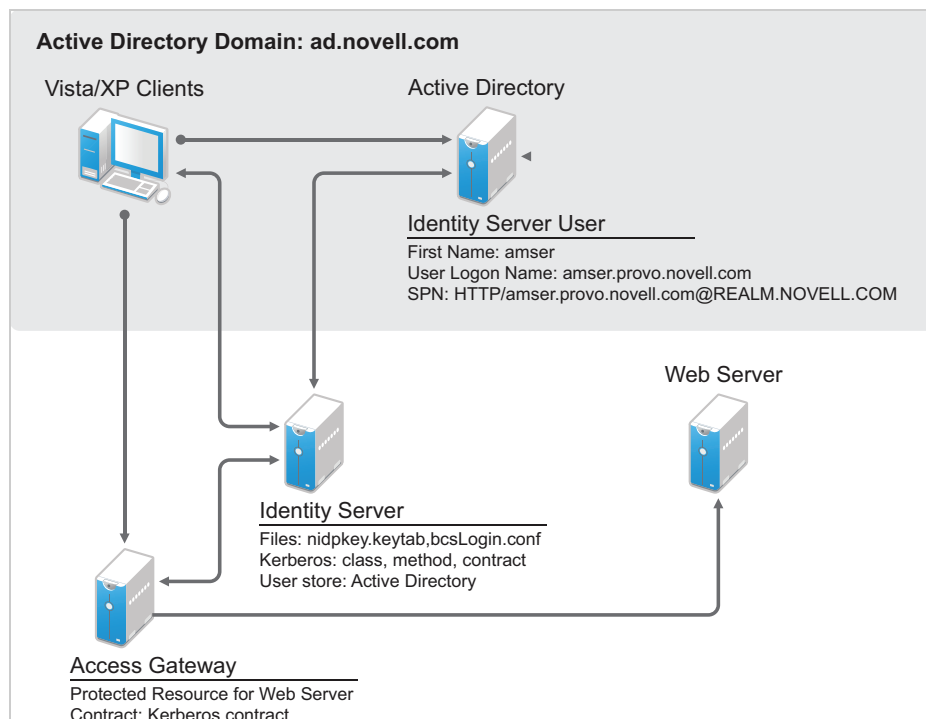 Active Directory Domain: ad.novell.com
Vista/XP Clients
Active Directory
Identity Server User
First Name: amser
User Logon Name: amser.provo.novell.com
SPN: HTTP/amser.provo.novell.com@REALM.NOVELL.COM
Web Server
Identity Server
Files: nidpkey.keytab,bcsLogin.conf
Kerberos: class, method, contract
User store: Active Directory
Access Gateway
Protected Resource for Web Server
Contract: Kerberos contract